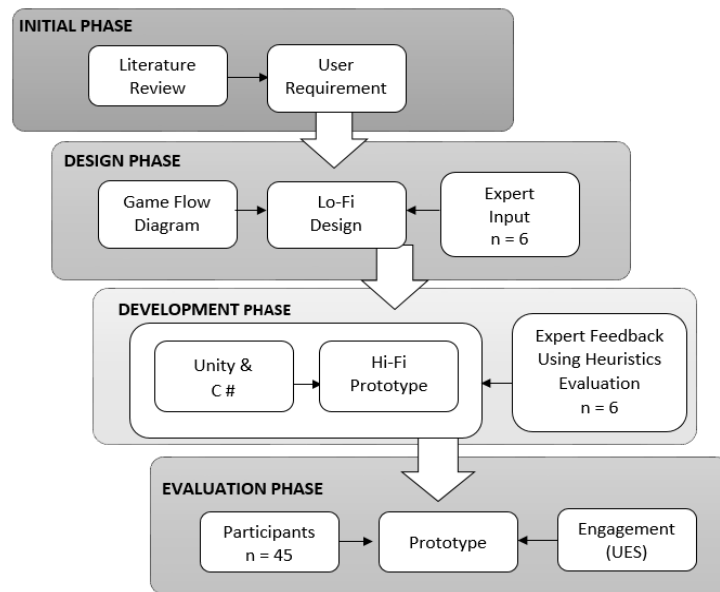 INITIAL PHASE
Literature
Review
User
Requirement
DESIGN PHASE
Game Flow
Diagram
Lo-Fi
Design
Expert
Input
n = 6
DEVELOPMENT PHASE
Unity &
C #
Hi-Fi
Prototype
Expert Feedback
Using Heuristics
Evaluation
n = 6
EVALUATION PHASE
Participants
n = 45
Prototype
Engagement
(UES)